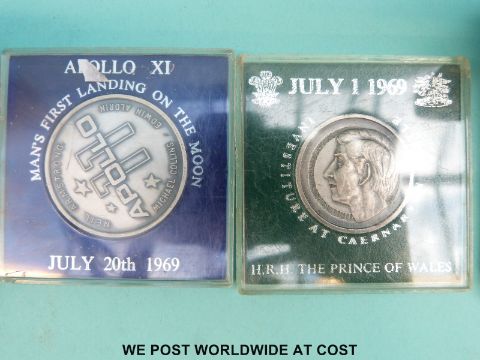 APOLLO XI
MAN'S FIRST LANDING ON THE MOON
EDWIN ALDRIN
MICHAEL COLLINS
NEIL ARMSTRONG
APOLLO 11
JULY 20th 1969
JULY 1 1969
INVESTITURE AT CAERNAR
H.R.H. THE PRINCE OF WALES
WE POST WORLDWIDE AT COST